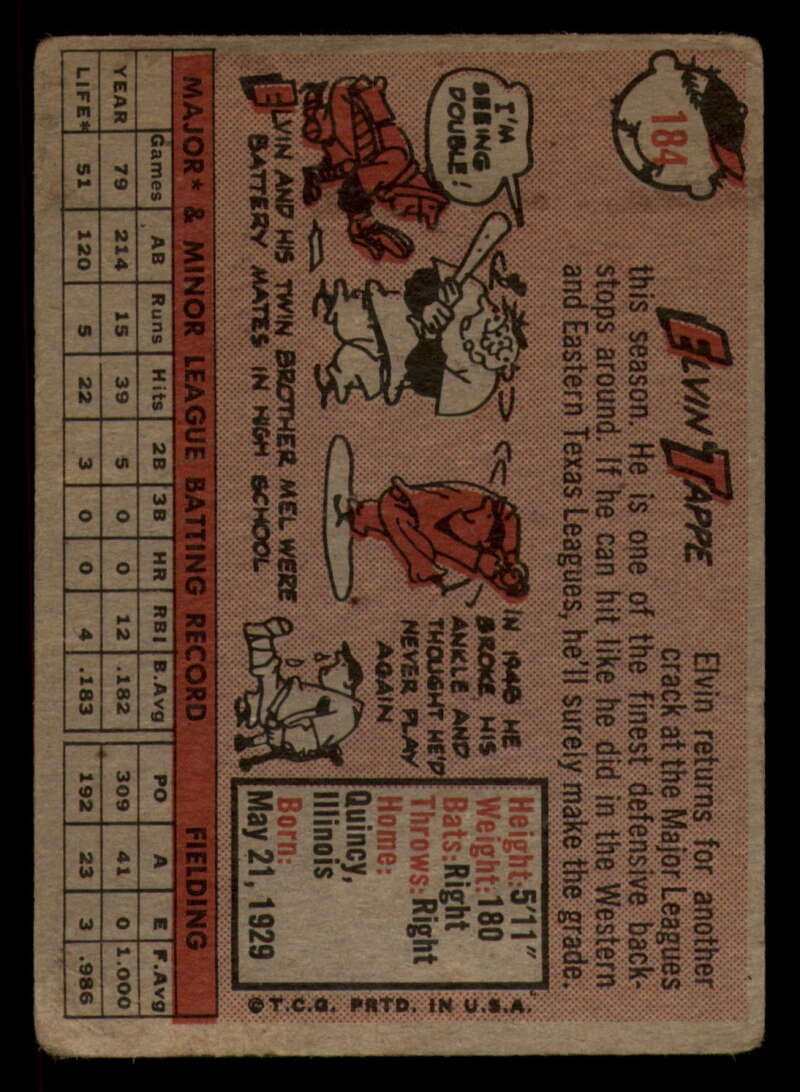 184
ELVIN TAPPE
Elvin returns for another
crack at the Major Leagues
this season. He is one of the finest defensive back-
stops around. If he can hit like he did in the Western
and Eastern Texas Leagues, he'll surely make the grade.
I'M
SEEING
DOUBLE!
ELVIN AND HIS TWIN BROTHER MEL WERE
BATTERY MATES IN HIGH SCHOOL
IN 1948 HE
BROKE HIS
ANKLE AND
THOUGHT HE'D
NEVER PLAY
AGAIN
Height: 5'11"
Weight: 180
Bats: Right
Throws: Right
Home:
Quincy,
Illinois
Born:
May 21, 1929
© T.C.G. PRTD. IN U.S.A.
MAJOR* & MINOR LEAGUE BATTING RECORD FIELDING
Games AB Runs Hits 2B 3B HR RBI B.Avg PO A E F.Avg
YEAR 79 214 15 39 5 0 0 12 .182 309 41 0 1.000
LIFE* 51 120 5 22 3 0 0 4 .183 192 23 3 .986